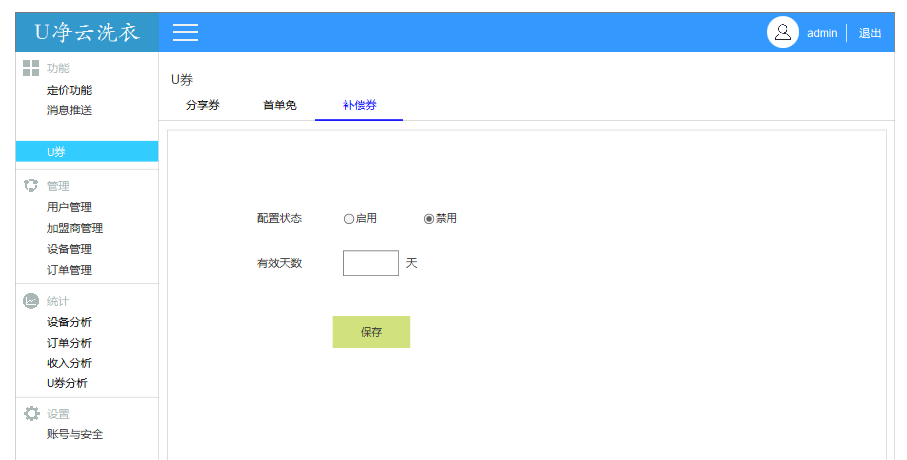 U净云洗衣
admin
退出
功能
定价功能
消息推送
U券
管理
用户管理
加盟商管理
设备管理
订单管理
统计
设备分析
订单分析
收入分析
U券分析
设置
账号与安全
U券
分享券 首单免 补偿券
配置状态 启用 禁用
有效天数 天
保存